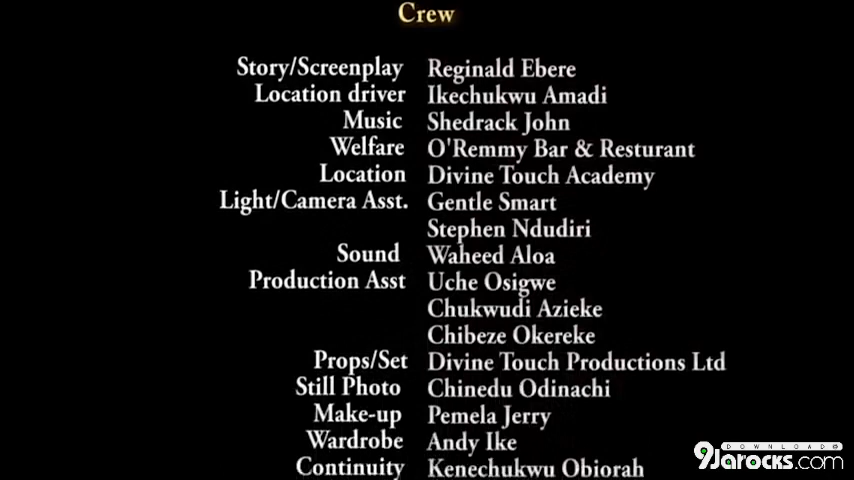 Crew
Story/Screenplay Reginald Ebere
Location driver Ikechukwu Amadi
Music Shedrack John
Welfare O'Remmy Bar & Resturant
Location Divine Touch Academy
Light/Camera Asst. Gentle Smart
Stephen Ndudiri
Sound Waheed Aloa
Production Asst Uche Osigwe
Chukwudi Azieke
Chibeze Okereke
Props/Set Divine Touch Productions Ltd
Still Photo Chinedu Odinachi
Make-up Pemela Jerry
Wardrobe Andy Ike
Continuity Kenechukwu Obiorah
DOWNLOAD@
9Jarocks.com